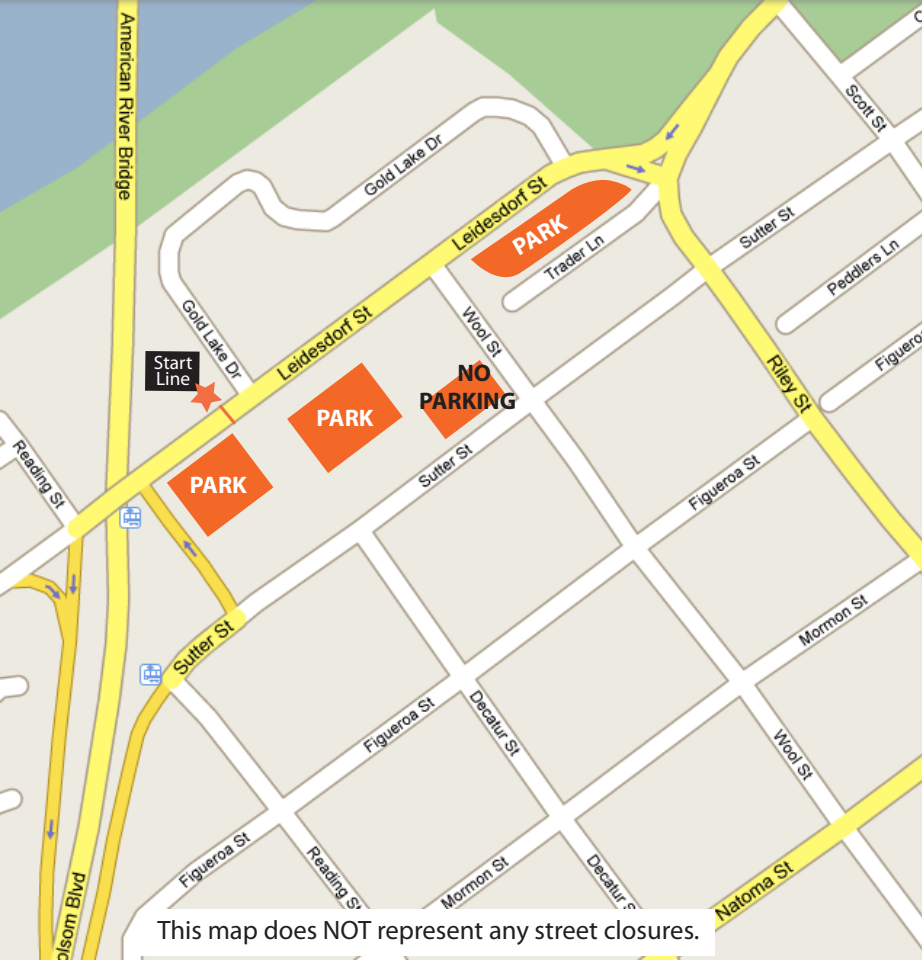 American River Bridge
Scott St
Gold Lake Dr
Leidesdorf St
PARK
Trader Ln
Sutter St
Peddlers Ln
Gold Lake Dr
Leidesdorf St
Wool St
Start
Line
NO
PARKING
PARK
Riley St
Figuero
Reading St
PARK
Sutter St
Figueroa St
Mormon St
Sutter St
Figueroa St
Decatur St
Wool St
Figueroa St
Reading St
Mormon St
Decatur S
Natoma St
olsom Blvd
This map does NOT represent any street closures.